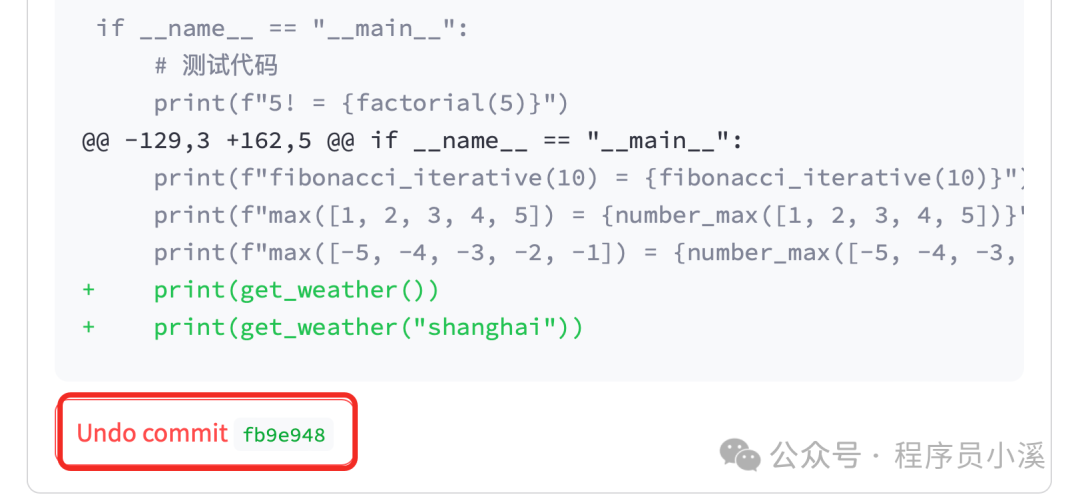 if __name__ == "__main__":
# 测试代码
print(f"5! = {factorial(5)}")
@@ -129,3 +162,5 @@ if __name__ == "__main__":
print(f"fibonacci_iterative(10) = {fibonacci_iterative(10)}")
print(f"max([1, 2, 3, 4, 5]) = {number_max([1, 2, 3, 4, 5])}"
print(f"max([-5, -4, -3, -2, -1]) = {number_max([-5, -4, -3,
+ print(get_weather())
+ print(get_weather("shanghai"))
Undo commit fb9e948
公众号 · 程序员小溪